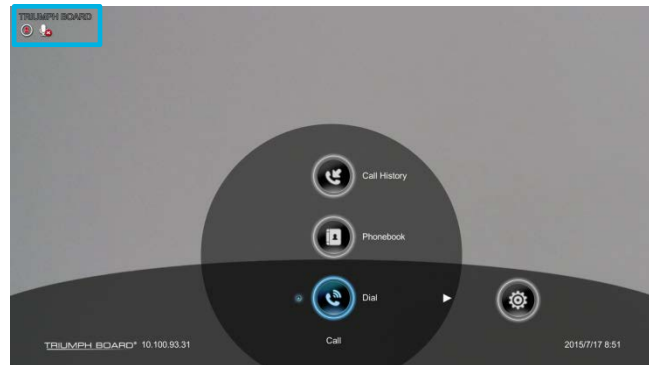 TRIUMPH BOARD
Call History
Phonebook
Dial
Call
TRIUMPH BOARD® 10.100.93.31
2015/7/17 8:51